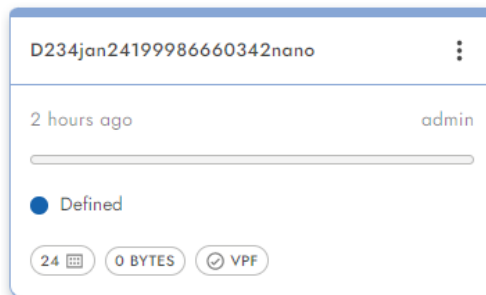 D234jan24199986660342nano
2 hours ago admin
Defined
24 0 BYTES VPF